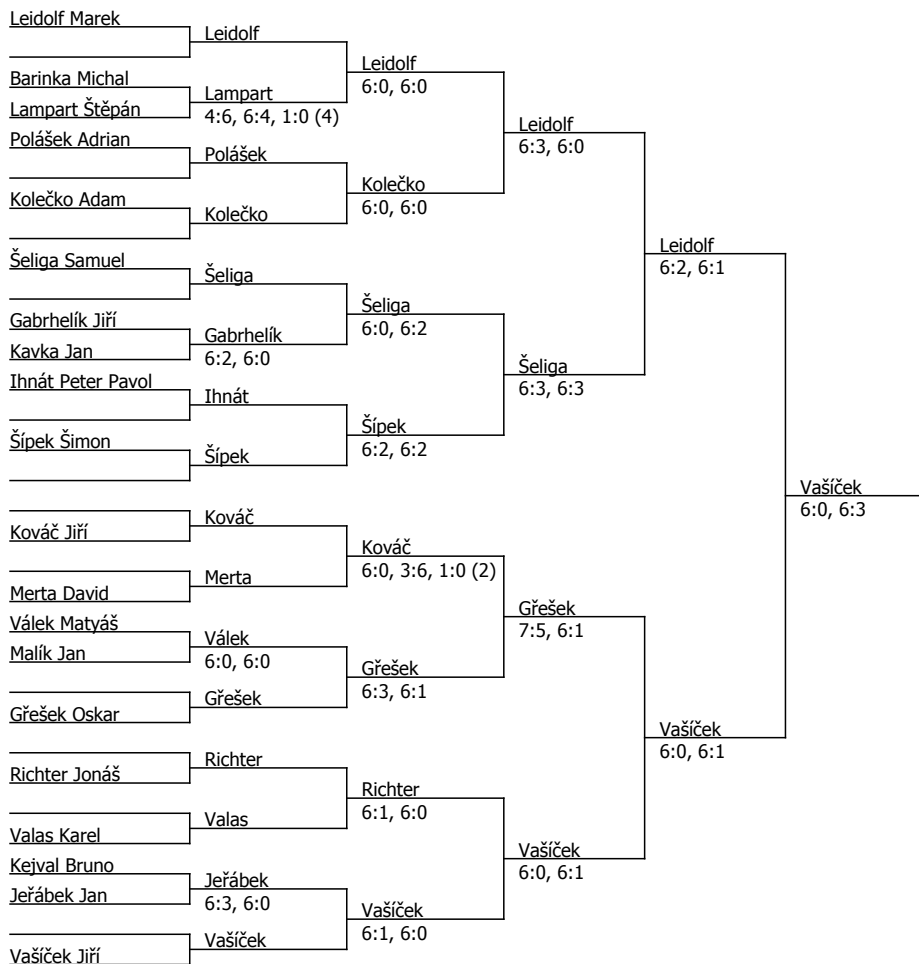 Leidolf Marek
Leidolf
Leidolf
6:0, 6:0
Barinka Michal
Lampart
Lampart Štěpán
4:6, 6:4, 1:0 (4)
Leidolf
6:3, 6:0
Polášek Adrian
Polášek
Kolečko
6:0, 6:0
Kolečko Adam
Kolečko
Leidolf
6:2, 6:1
Šeliga Samuel
Šeliga
Šeliga
6:0, 6:2
Gabrhelík Jiří
Gabrhelík
Kavka Jan
6:2, 6:0
Šeliga
6:3, 6:3
Ihnát Peter Pavol
Ihnát
Šípek
6:2, 6:2
Šípek Šimon
Šípek
Vašíček
6:0, 6:3
Kováč
Kováč Jiří
Kováč
6:0, 3:6, 1:0 (2)
Merta
Merta David
Gřešek
7:5, 6:1
Válek Matyáš
Válek
Malík Jan
6:0, 6:0
Gřešek
6:3, 6:1
Gřešek
Gřešek Oskar
Vašíček
6:0, 6:1
Richter
Richter Jonáš
Richter
6:1, 6:0
Valas
Valas Karel
Vašíček
6:0, 6:1
Kejval Bruno
Jeřábek
Jeřábek Jan
6:3, 6:0
Vašíček
6:1, 6:0
Vašíček
Vašíček Jiří